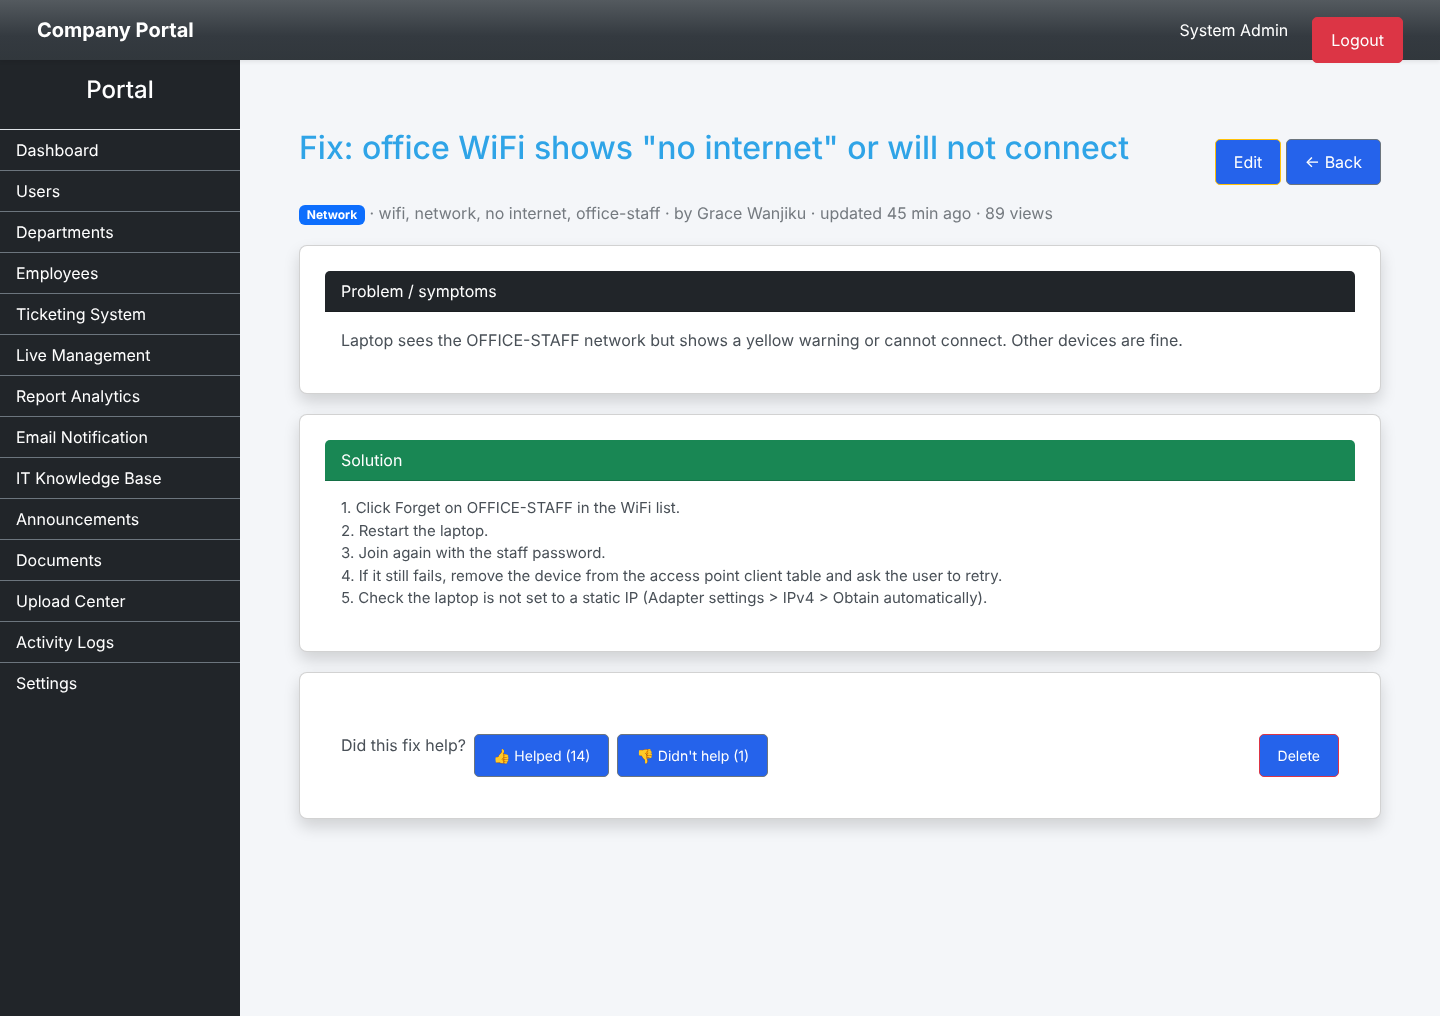 Company Portal
System Admin
Logout
Portal
Dashboard
Users
Departments
Employees
Ticketing System
Live Management
Report Analytics
Email Notification
IT Knowledge Base
Announcements
Documents
Upload Center
Activity Logs
Settings
Fix: office WiFi shows "no internet" or will not connect
Edit
← Back
Network · wifi, network, no internet, office-staff · by Grace Wanjiku · updated 45 min ago · 89 views
Problem / symptoms
Laptop sees the OFFICE-STAFF network but shows a yellow warning or cannot connect. Other devices are fine.
Solution
1. Click Forget on OFFICE-STAFF in the WiFi list.
2. Restart the laptop.
3. Join again with the staff password.
4. If it still fails, remove the device from the access point client table and ask the user to retry.
5. Check the laptop is not set to a static IP (Adapter settings > IPv4 > Obtain automatically).
Did this fix help?
👍 Helped (14)
👎 Didn't help (1)
Delete